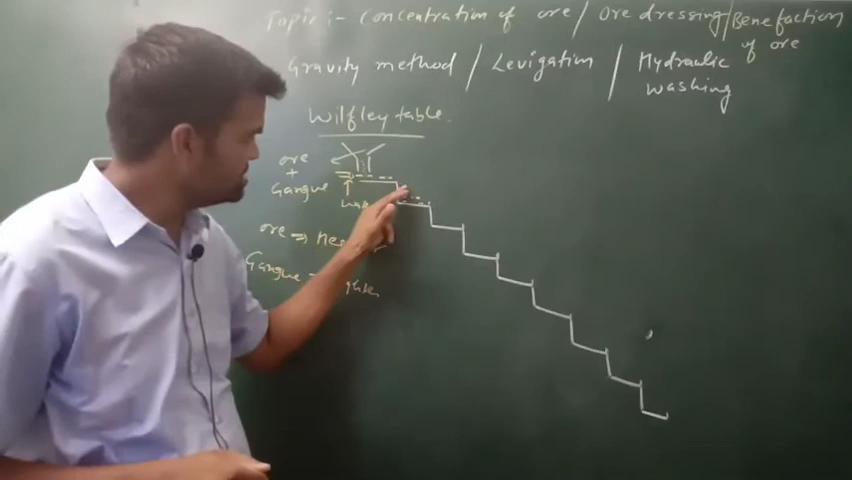 Topic :- Concentration of ore / Ore dressing / Benefaction of ore
Gravity method / Levigation / Hydraulic washing
Wilfley table.
ore
+
Gangue
ore ⇒
Gangue